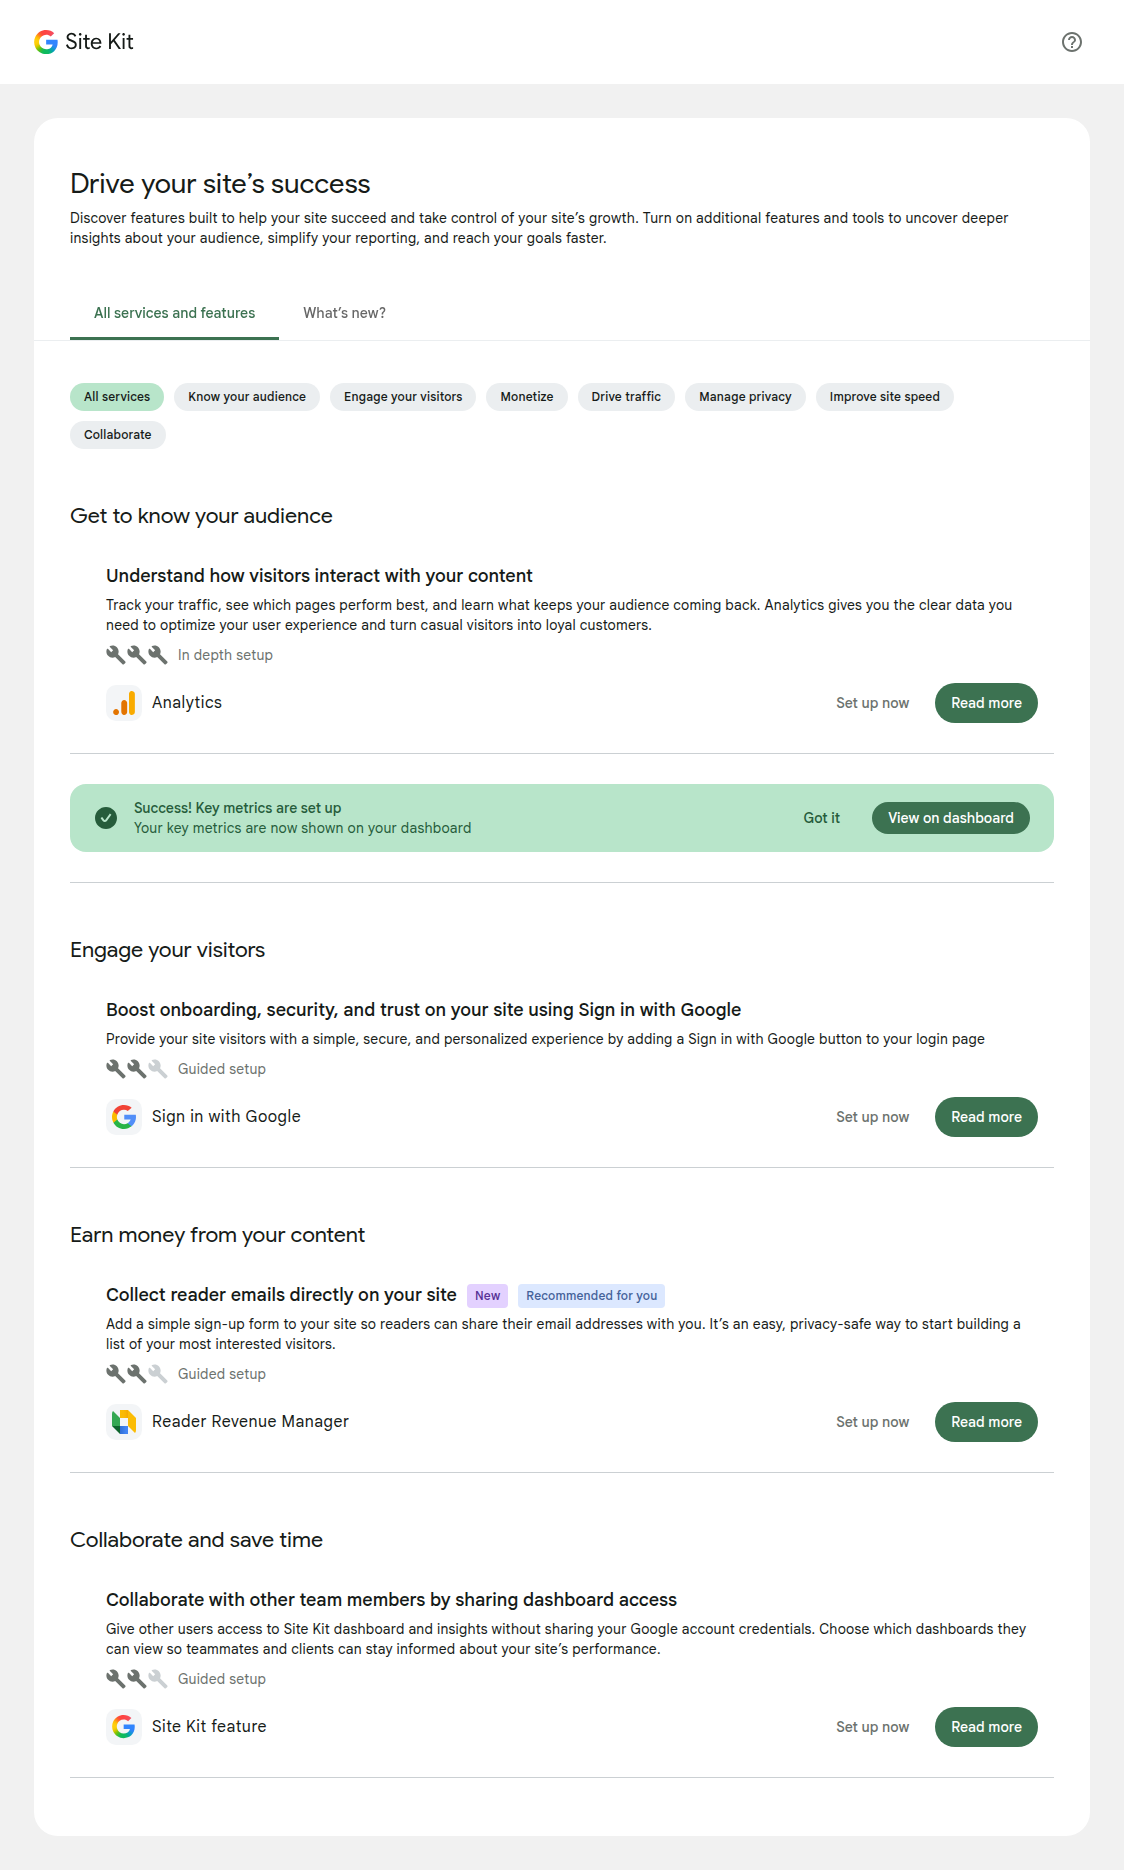 Site Kit
Drive your site’s success
Discover features built to help your site succeed and take control of your site’s growth. Turn on additional features and tools to uncover deeper
insights about your audience, simplify your reporting, and reach your goals faster.
All services and features
What’s new?
All services
Know your audience
Engage your visitors
Monetize
Drive traffic
Manage privacy
Improve site speed
Collaborate
Get to know your audience
Understand how visitors interact with your content
Track your traffic, see which pages perform best, and learn what keeps your audience coming back. Analytics gives you the clear data you
need to optimize your user experience and turn casual visitors into loyal customers.
In depth setup
Analytics
Set up now
Read more
Success! Key metrics are set up
Your key metrics are now shown on your dashboard
Got it
View on dashboard
Engage your visitors
Boost onboarding, security, and trust on your site using Sign in with Google
Provide your site visitors with a simple, secure, and personalized experience by adding a Sign in with Google button to your login page
Guided setup
Sign in with Google
Set up now
Read more
Earn money from your content
Collect reader emails directly on your site
New
Recommended for you
Add a simple sign-up form to your site so readers can share their email addresses with you. It’s an easy, privacy-safe way to start building a
list of your most interested visitors.
Guided setup
Reader Revenue Manager
Set up now
Read more
Collaborate and save time
Collaborate with other team members by sharing dashboard access
Give other users access to Site Kit dashboard and insights without sharing your Google account credentials. Choose which dashboards they
can view so teammates and clients can stay informed about your site’s performance.
Guided setup
Site Kit feature
Set up now
Read more